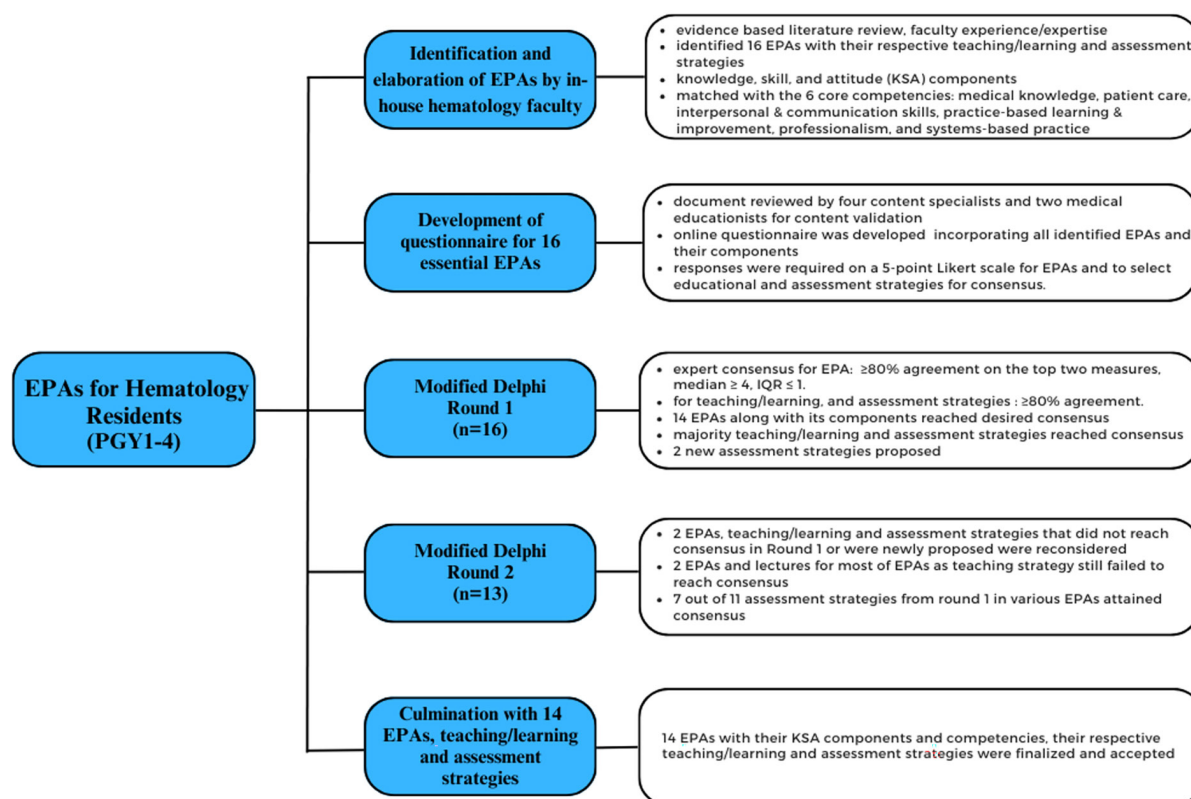 EPAs for Hematology
Residents
(PGY1-4)
Identification and
elaboration of EPAs by in-
house hematology faculty
• evidence based literature review, faculty experience/expertise
• identified 16 EPAs with their respective teaching/learning and assessment
strategies
• knowledge, skill, and attitude (KSA) components
• matched with the 6 core competencies: medical knowledge, patient care,
interpersonal & communication skills, practice-based learning &
improvement, professionalism, and systems-based practice
Development of
questionnaire for 16
essential EPAs
• document reviewed by four content specialists and two medical
educationists for content validation
• online questionnaire was developed incorporating all identified EPAs and
their components
• responses were required on a 5-point Likert scale for EPAs and to select
educational and assessment strategies for consensus.
Modified Delphi
Round 1
(n=16)
• expert consensus for EPA: ≥80% agreement on the top two measures,
median ≥ 4, IQR ≤ 1.
• for teaching/learning, and assessment strategies : ≥80% agreement.
• 14 EPAs along with its components reached desired consensus
• majority teaching/learning and assessment strategies reached consensus
• 2 new assessment strategies proposed
Modified Delphi
Round 2
(n=13)
• 2 EPAs, teaching/learning and assessment strategies that did not reach
consensus in Round 1 or were newly proposed were reconsidered
• 2 EPAs and lectures for most of EPAs as teaching strategy still failed to
reach consensus
• 7 out of 11 assessment strategies from round 1 in various EPAs attained
consensus
Culmination with 14
EPAs, teaching/learning
and assessment
strategies
14 EPAs with their KSA components and competencies, their respective
teaching/learning and assessment strategies were finalized and accepted